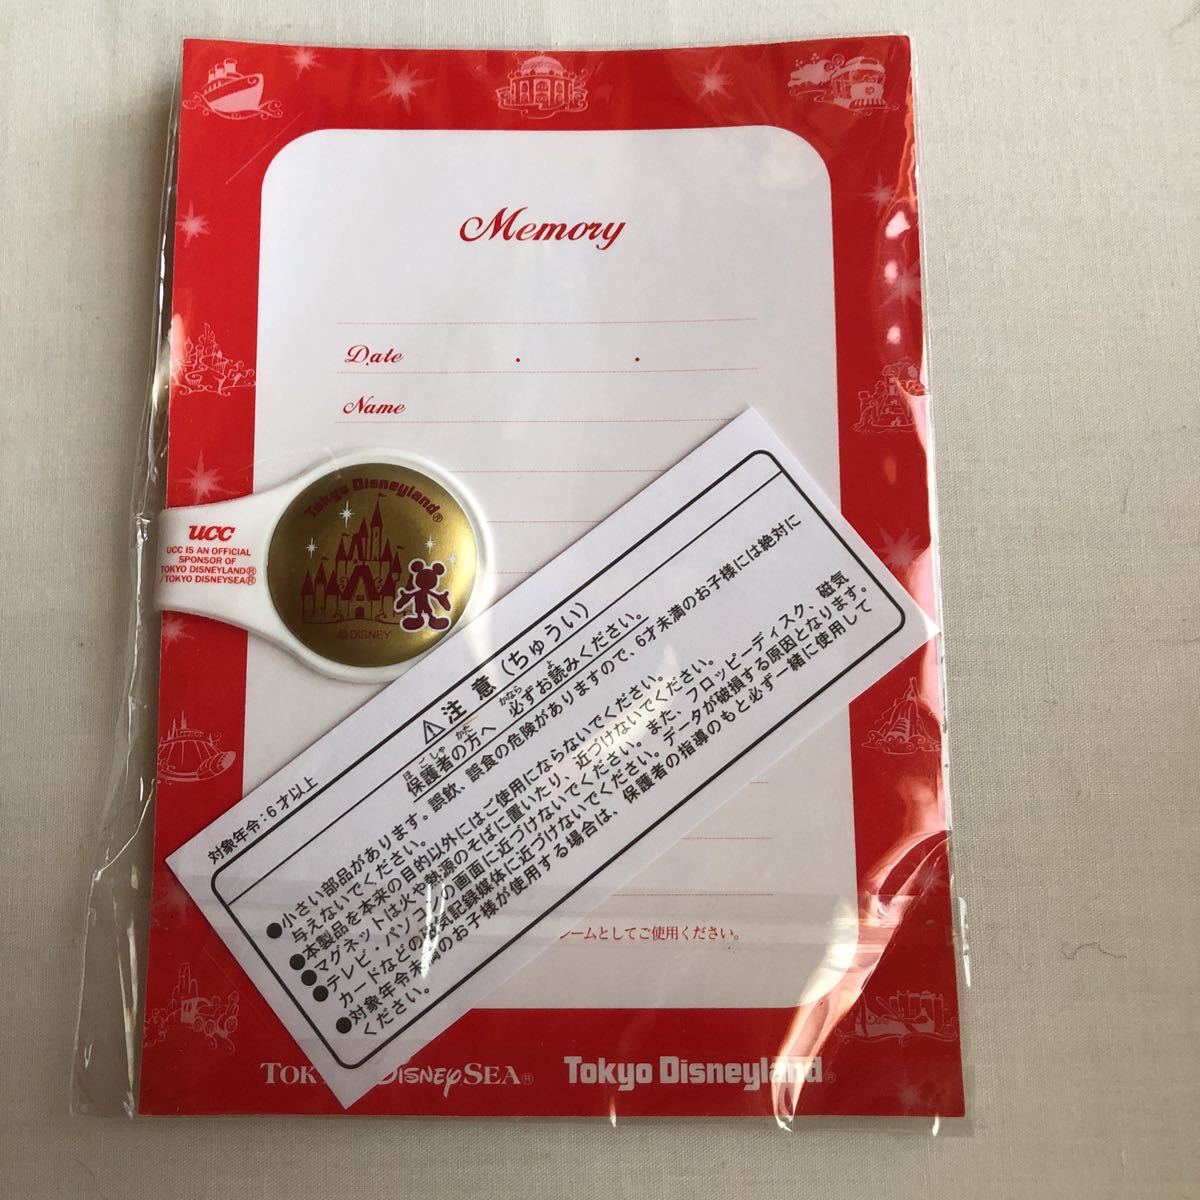 Memory
Date . .
Name
Tokyo Disneyland®
© DISNEY
UCC
UCC IS AN OFFICIAL
SPONSOR OF
TOKYO DISNEYLAND®
/TOKYO DISNEYSEA®
対象年令:6才以上
⚠注 意(ちゅうい)
ほごしゃ かた かなら よ
保護者の方へ 必ずお読みください。
●小さい部品があります。誤飲、誤食の危険がありますので、6才未満のお子様には絶対に
与えないでください。
●本製品を本来の目的以外にはご使用にならないでください。
●マグネットは火や熱源のそばに置いたり、近づけないでください。
●テレビ・パソコンの画面に近づけないでください。また、フロッピーディスク、磁気
カードなどの磁気記録媒体に近づけないでください。データが破損する原因となります。
●対象年令未満のお子様が使用する場合は、保護者の指導のもと必ず一緒に使用して
ください。
レームとしてご使用ください。
TOKYO DISNEYSEA® Tokyo Disneyland®